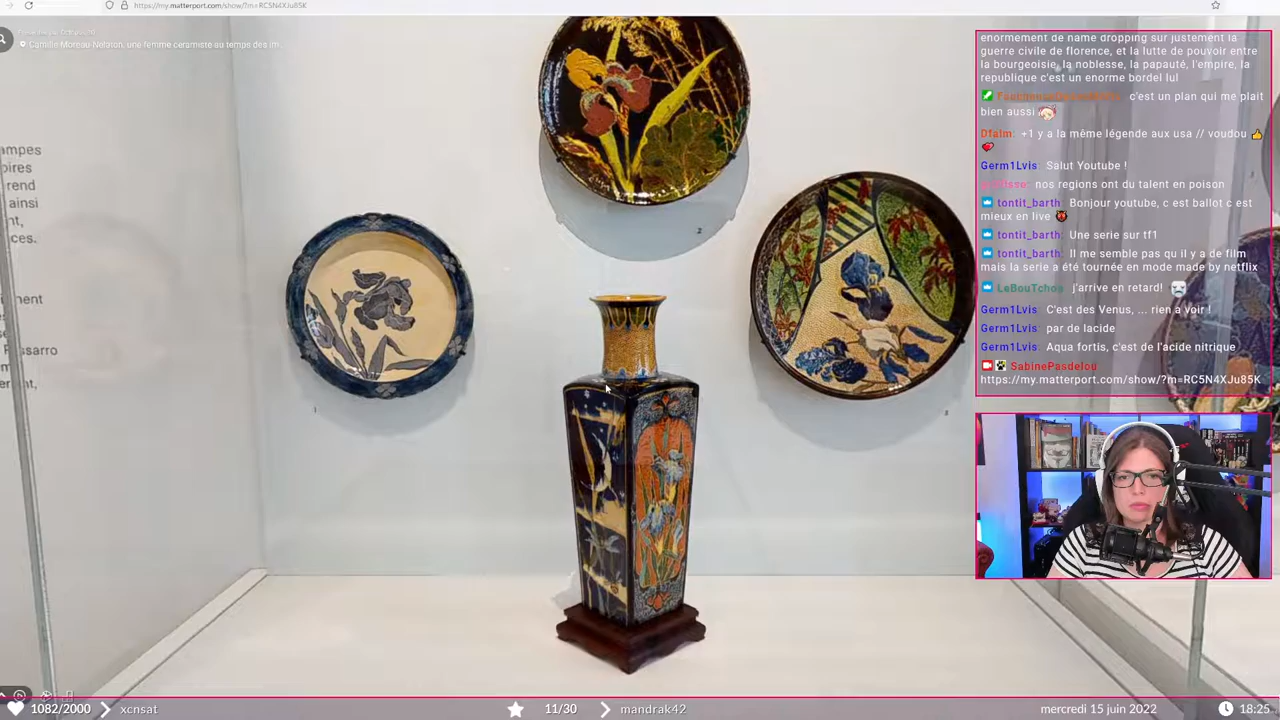 https://my.matterport.com/show/?m=RC5N4XJu85K
Camille Moreau-Nélaton, une femme céramiste au temps des im...
ampes
oires
rend
ainsi
nt,
ces.
ment
ssarro
enormement de name dropping sur justement la
guerre civile de florence, et la lutte de pouvoir entre
la bourgeoisie, la noblesse, la papauté, l'empire, la
republique c'est un enorme bordel lul
c'est un plan qui me plait
bien aussi
Dfalm: +1 y a la même légende aux usa // voudou
Germ1Lvis: Salut Youtube !
nos regions ont du talent en poison
tontit_barth: Bonjour youtube, c est ballot c est
mieux en live
tontit_barth: Une serie sur tf1
tontit_barth: Il me semble pas qu il y a de film
mais la serie a été tournée en mode made by netflix
LeBouTchou: j'arrive en retard!
Germ1Lvis: C'est des Venus, ... rien à voir !
Germ1Lvis: par de lacide
Germ1Lvis: Aqua fortis, c'est de l'acide nitrique
SabinePasdelou:
https://my.matterport.com/show/?m=RC5N4XJu85K
1
2
3
1082/2000
xcnsat
11/30
mandrak42
mercredi 15 juin 2022
18:25